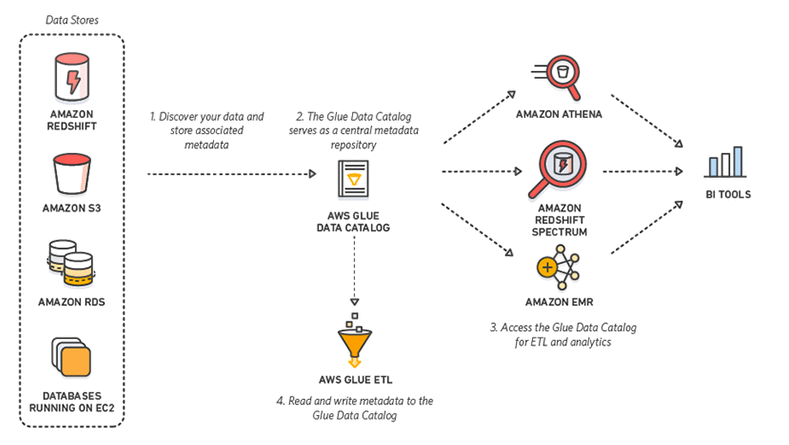 Data Stores
AMAZON
REDSHIFT
AMAZON S3
AMAZON RDS
DATABASES
RUNNING ON EC2
1. Discover your data and
store associated
metadata
2. The Glue Data Catalog
serves as a central metadata
repository
AWS GLUE
DATA CATALOG
AWS GLUE ETL
4. Read and write metadata to the
Glue Data Catalog
AMAZON ATHENA
AMAZON
REDSHIFT
SPECTRUM
AMAZON EMR
3. Access the Glue Data Catalog
for ETL and analytics
BI TOOLS